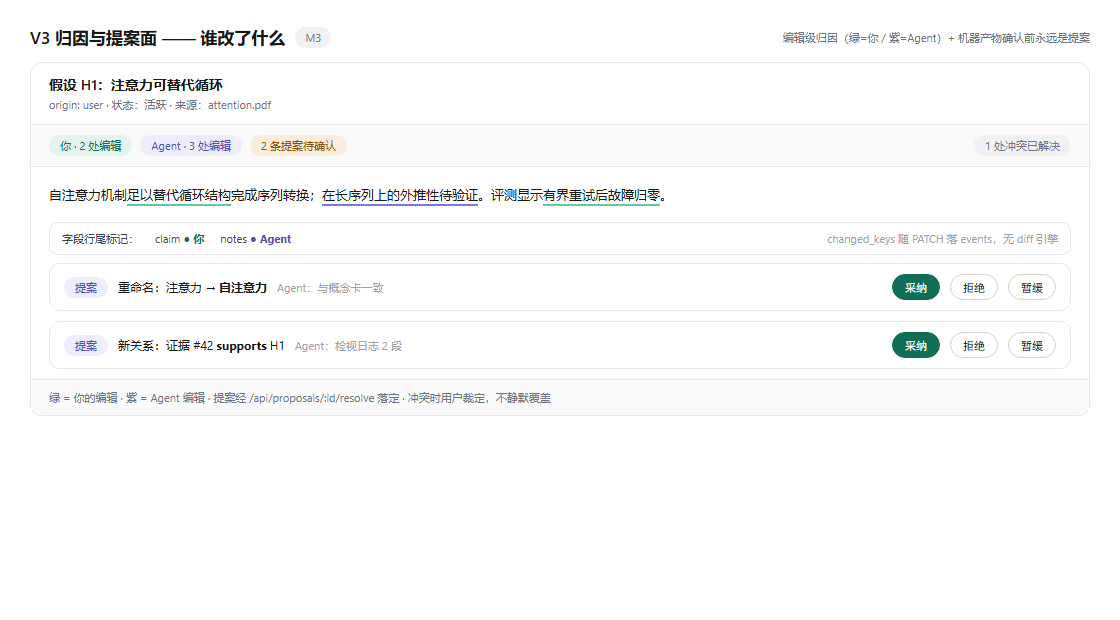 V3 归因与提案面 —— 谁改了什么 M3 编辑级归因（绿=你 / 紫=Agent）+ 机器产物确认前永远是提案
假设 H1：注意力可替代循环
origin: user · 状态：活跃 · 来源：attention.pdf
你 · 2 处编辑 Agent · 3 处编辑 2 条提案待确认 1 处冲突已解决
自注意力机制足以替代循环结构完成序列转换；在长序列上的外推性待验证。评测显示有界重试后故障归零。
字段行尾标记： claim ● 你 notes ● Agent changed_keys 随 PATCH 落 events，无 diff 引擎
提案 重命名：注意力 → 自注意力 Agent：与概念卡一致 采纳 拒绝 暂缓
提案 新关系：证据 #42 supports H1 Agent：检视日志 2 段 采纳 拒绝 暂缓
绿 = 你的编辑 · 紫 = Agent 编辑 · 提案经 /api/proposals/:id/resolve 落定 · 冲突时用户裁定，不静默覆盖